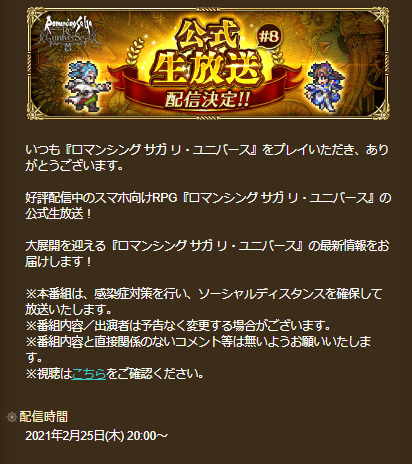 Romancing SaGa
Re;univerSe
公式
生放送
#8
配信決定!!
いつも『ロマンシング サガ リ・ユニバース』をプレイいただき、あり
がとうございます。
好評配信中のスマホ向けRPG『ロマンシング サガ リ・ユニバース』の
公式生放送！
大展開を迎える『ロマンシング サガ リ・ユニバース』の最新情報をお
届けします！
※本番組は、感染症対策を行い、ソーシャルディスタンスを確保して
放送いたします。
※番組内容／出演者は予告なく変更する場合がございます。
※番組内容と直接関係のないコメント等は無いようお願いいたしま
す。
※視聴はこちらをご確認ください。
配信時間
2021年2月25日(木) 20:00～